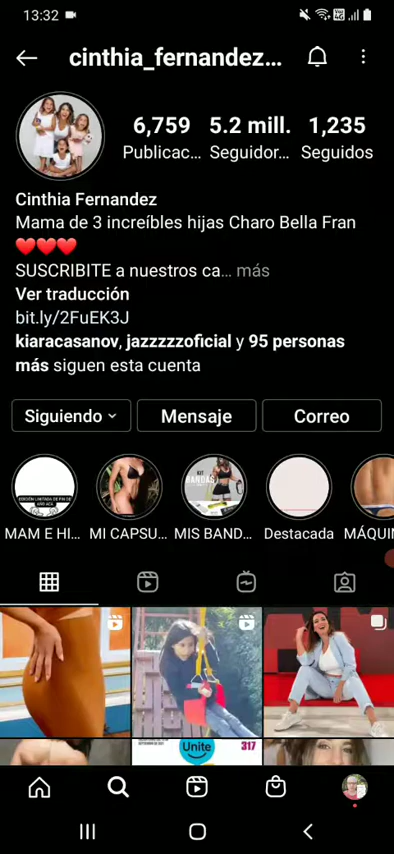 13:32
cinthia_fernandez...
6,759 5.2 mill. 1,235
Publicac... Seguidor... Seguidos
Cinthia Fernandez
Mama de 3 increíbles hijas Charo Bella Fran
❤️❤️❤️
SUSCRIBITE a nuestros ca... más
Ver traducción
bit.ly/2FuEK3J
kiaracasanov, jazzzzzoficial y 95 personas
más siguen esta cuenta
Siguiendo Mensaje Correo
KIT
BANDAS
MAM E HI... MI CAPSU... MIS BAND... Destacada MÁQUIN
Unite 317